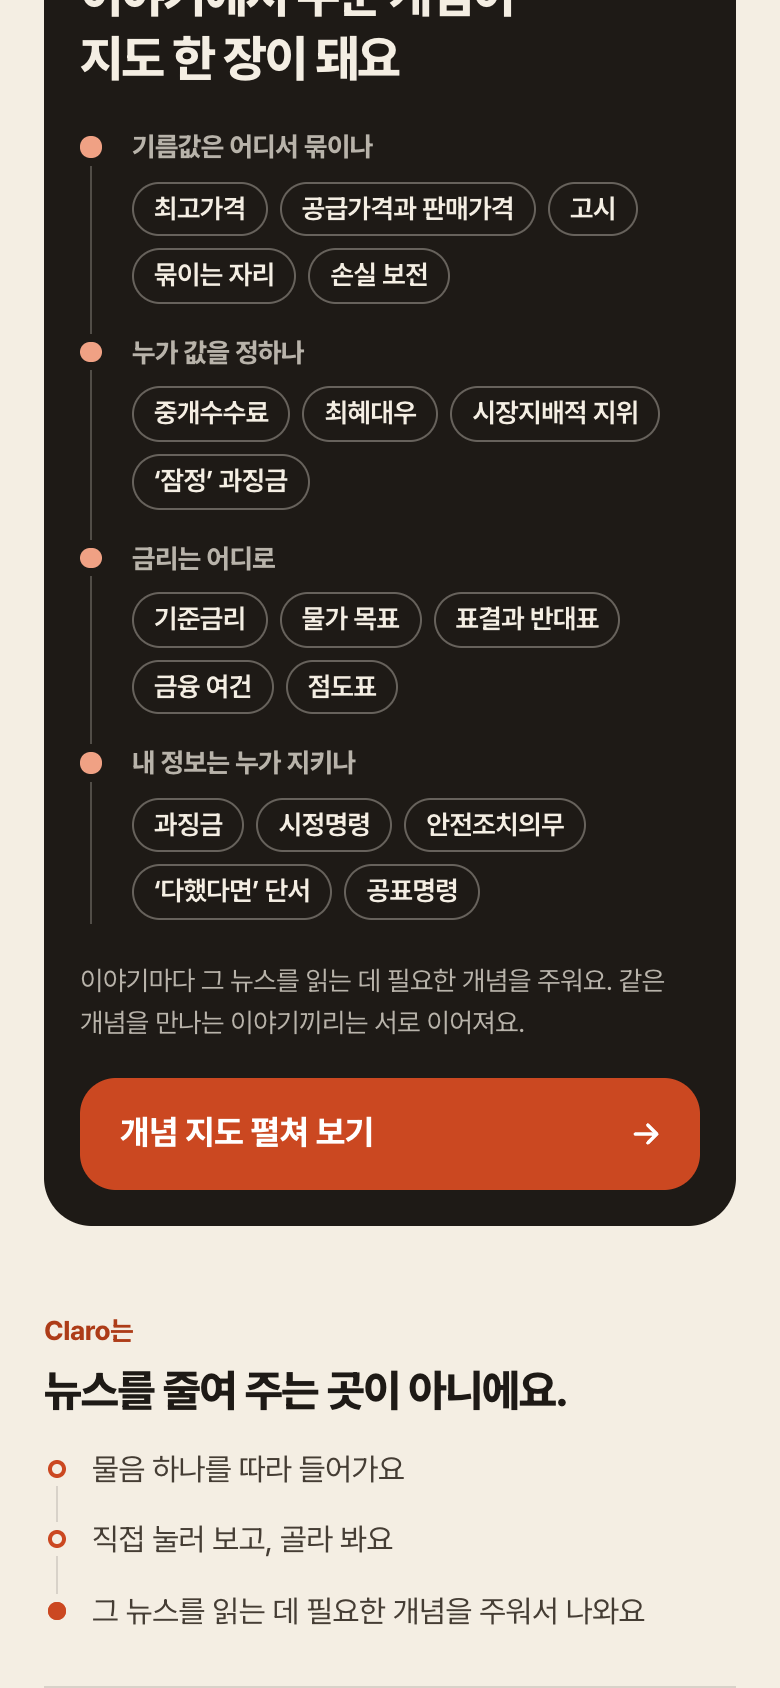 이야기에서 주운 개념이
지도 한 장이 돼요
기름값은 어디서 묶이나
최고가격 공급가격과 판매가격 고시
묶이는 자리 손실 보전
누가 값을 정하나
중개수수료 최혜대우 시장지배적 지위
‘잠정’ 과징금
금리는 어디로
기준금리 물가 목표 표결과 반대표
금융 여건 점도표
내 정보는 누가 지키나
과징금 시정명령 안전조치의무
‘다했다면’ 단서 공표명령
이야기마다 그 뉴스를 읽는 데 필요한 개념을 주워요. 같은
개념을 만나는 이야기끼리는 서로 이어져요.
개념 지도 펼쳐 보기 →
Claro는
뉴스를 줄여 주는 곳이 아니에요.
물음 하나를 따라 들어가요
직접 눌러 보고, 골라 봐요
그 뉴스를 읽는 데 필요한 개념을 주워서 나와요